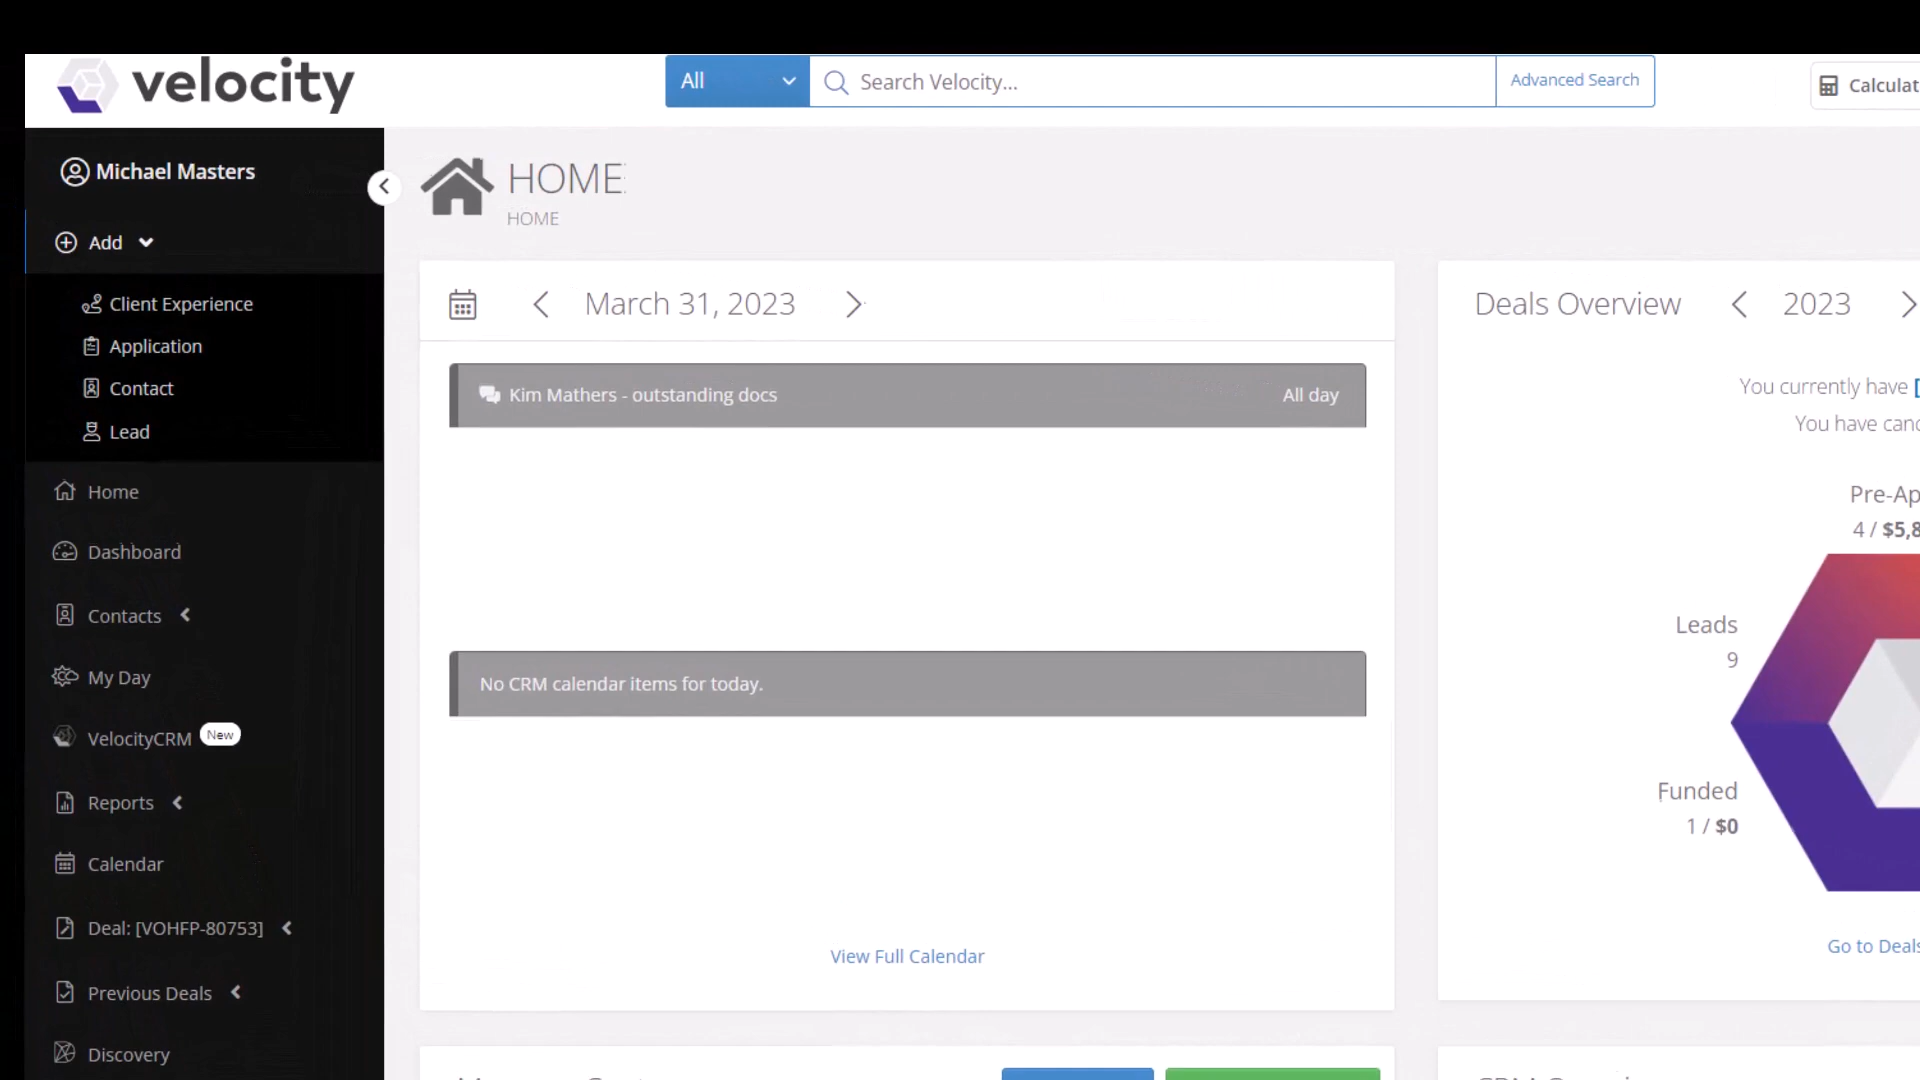 velocity
All
Search Velocity...
Advanced Search
Calculat
Michael Masters
Add
Client Experience
Application
Contact
Lead
Home
Dashboard
Contacts
My Day
VelocityCRM New
Reports
Calendar
Deal: [VOHFP-80753]
Previous Deals
Discovery
HOME
HOME
March 31, 2023
Kim Mathers - outstanding docs All day
No CRM calendar items for today.
View Full Calendar
Deals Overview 2023
You currently have [
You have canc
Pre-Ap
4 / $5,8
Leads
9
Funded
1 / $0
Go to Deals